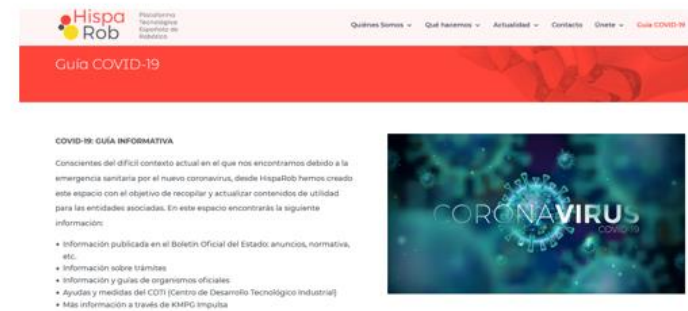 HispaRob
Plataforma
Tecnológica
Española de
Robótica
Quiénes Somos
Qué hacemos
Actualidad
Contacto
Únete
Guía COVID-19
Guía COVID-19
COVID-19: GUÍA INFORMATIVA
Conscientes del difícil contexto actual en el que nos encontramos debido a la
emergencia sanitaria por el nuevo coronavirus, desde HispaRob hemos creado
este espacio con el objetivo de recopilar y actualizar contenidos de utilidad
para las entidades asociadas. En este espacio encontrarás la siguiente
información:
• Información publicada en el Boletín Oficial del Estado: anuncios, normativa,
etc.
• Información sobre trámites
• Información y guías de organismos oficiales
• Ayudas y medidas del CDTI (Centro de Desarrollo Tecnológico Industrial)
• Más información a través de KMPG Impulsa
CORONAVIRUS
COVID-19